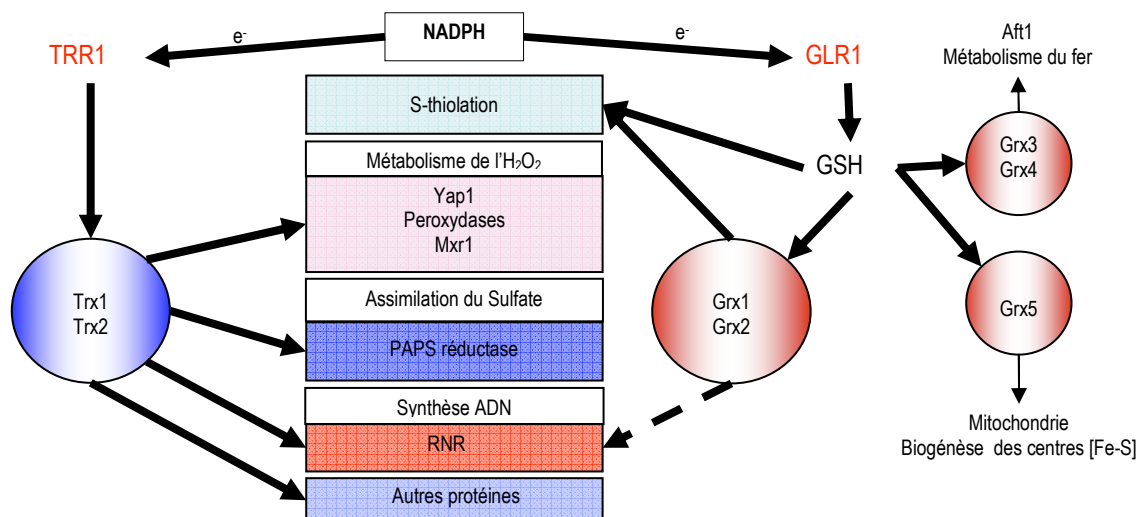 NADPH
e-
e-
TRR1
GLR1
Aft1
Métabolisme du fer
S-thiolation
Métabolisme de l'H2O2
Yap1
Peroxydases
Mxr1
GSH
Grx3
Grx4
Trx1
Trx2
Assimilation du Sulfate
PAPS réductase
Grx1
Grx2
Grx5
Synthèse ADN
RNR
Autres protéines
Mitochondrie
Biogénèse des centres [Fe-S]